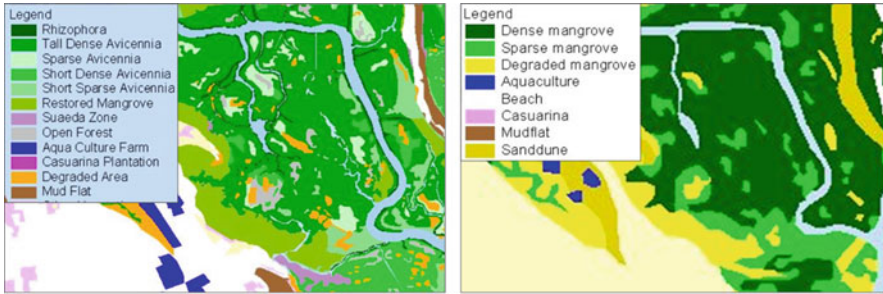 Legend
Rhizophora
Tall Dense Avicennia
Sparse Avicennia
Short Dense Avicennia
Short Sparse Avicennia
Restored Mangrove
Suaeda Zone
Open Forest
Aqua Culture Farm
Casuarina Plantation
Degraded Area
Mud Flat
Legend
Dense mangrove
Sparse mangrove
Degraded mangrove
Aquaculture
Beach
Casuarina
Mudflat
Sanddune